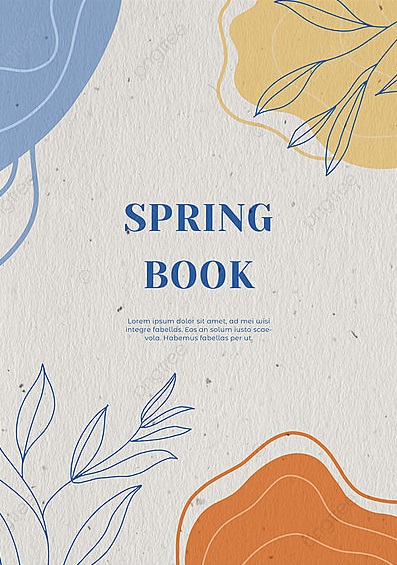 SPRING
BOOK
Lorem ipsum dolor sit amet, ad mei wisi
integre fabellas. Eos an solum iusto scae-
vola. Habemus fabellas per ut,
pngtree